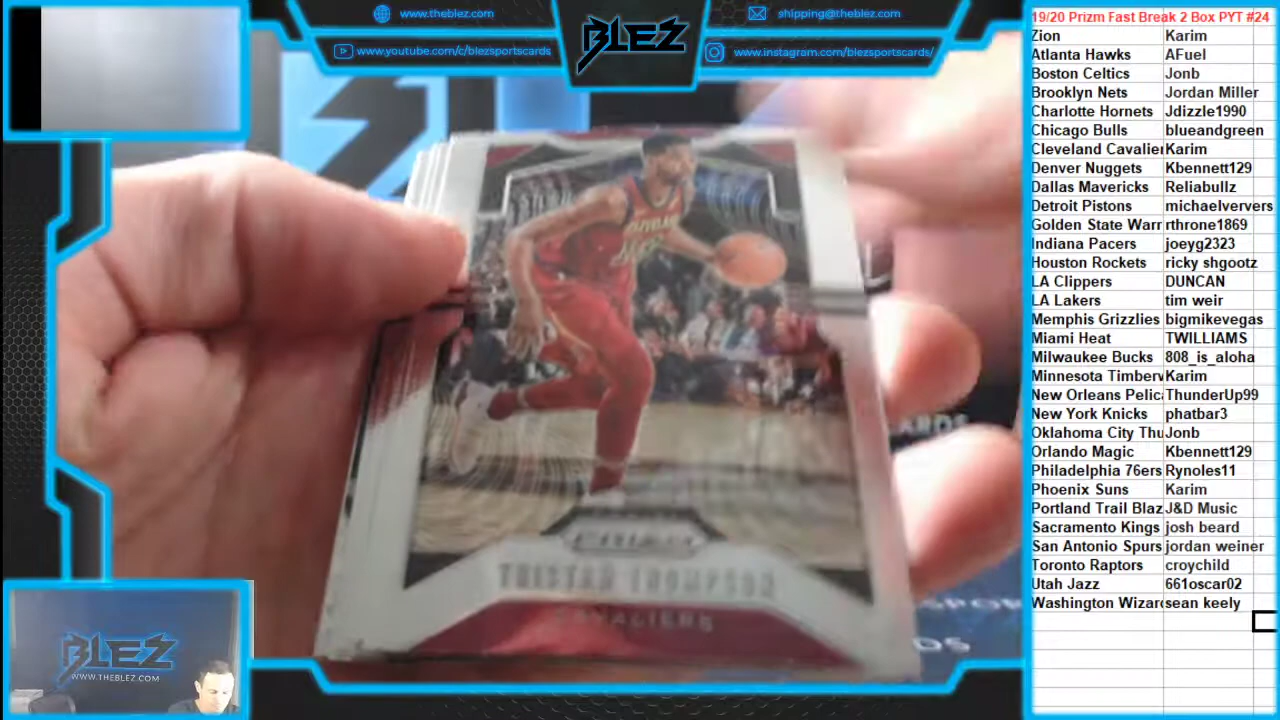 www.theblez.com
shipping@theblez.com
www.youtube.com/c/blezsportscards
www.instagram.com/blezsportscards/
BLEZ
TRISTAN THOMPSON
CAVALIERS
PRIZM
ARDS
DS
BLEZ
WWW.THEBLEZ.COM
19/20 Prizm Fast Break 2 Box PYT #24
Zion Karim
Atlanta Hawks AFuel
Boston Celtics Jonb
Brooklyn Nets Jordan Miller
Charlotte Hornets Jdizzle1990
Chicago Bulls blueandgreen
Cleveland Cavalier Karim
Denver Nuggets Kbennett129
Dallas Mavericks Reliabullz
Detroit Pistons michaelververs
Golden State Warr rthrone1869
Indiana Pacers joeyg2323
Houston Rockets ricky shgootz
LA Clippers DUNCAN
LA Lakers tim weir
Memphis Grizzlies bigmikevegas
Miami Heat TWILLIAMS
Milwaukee Bucks 808_is_aloha
Minnesota Timberv Karim
New Orleans Pelica ThunderUp99
New York Knicks phatbar3
Oklahoma City Thu Jonb
Orlando Magic Kbennett129
Philadelphia 76ers Rynoles11
Phoenix Suns Karim
Portland Trail Blaz J&D Music
Sacramento Kings josh beard
San Antonio Spurs jordan weiner
Toronto Raptors croychild
Utah Jazz 661oscar02
Washington Wizard sean keely